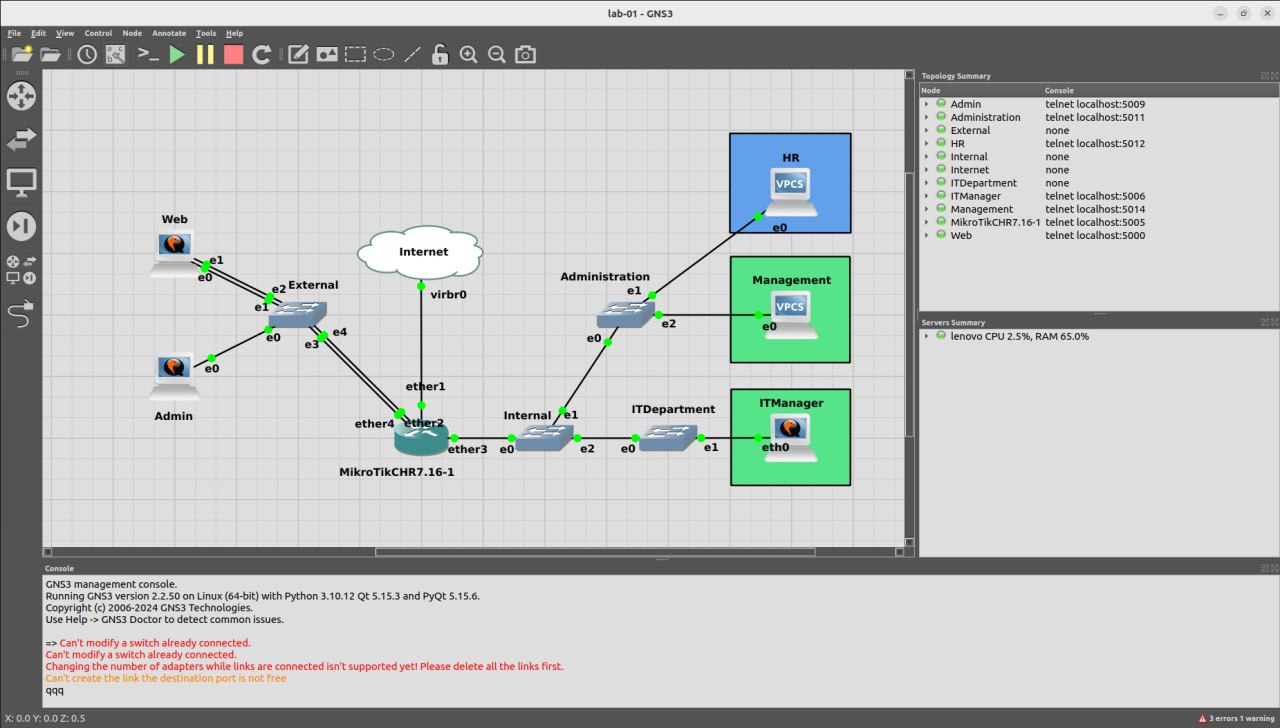 lab-01 - GNS3
File Edit View Control Node Annotate Tools Help
Topology Summary
Node Console
Admin telnet localhost:5009
Administration telnet localhost:5011
External none
HR telnet localhost:5012
Internal none
Internet none
ITDepartment none
ITManager telnet localhost:5006
Management telnet localhost:5014
MikroTikCHR7.16-1 telnet localhost:5005
Web telnet localhost:5000
Servers Summary
lenovo CPU 2.5%, RAM 65.0%
HR
VPCS
e0
Web
e1
e0
Internet
virbr0
External
e2
e1
e0
e4
e3
e0
Admin
Administration
e1
e2
e0
Management
VPCS
e0
ether1
ether4
ether2
ether3
MikroTikCHR7.16-1
Internal
e1
e0
e2
ITDepartment
e0
e1
ITManager
eth0
Console
GNS3 management console.
Running GNS3 version 2.2.50 on Linux (64-bit) with Python 3.10.12 Qt 5.15.3 and PyQt 5.15.6.
Copyright (c) 2006-2024 GNS3 Technologies.
Use Help -> GNS3 Doctor to detect common issues.
=> Can't modify a switch already connected.
Can't modify a switch already connected.
Changing the number of adapters while links are connected isn't supported yet! Please delete all the links first.
Can't create the link the destination port is not free
qqq
X: 0.0 Y: 0.0 Z: 0.5
3 errors 1 warning